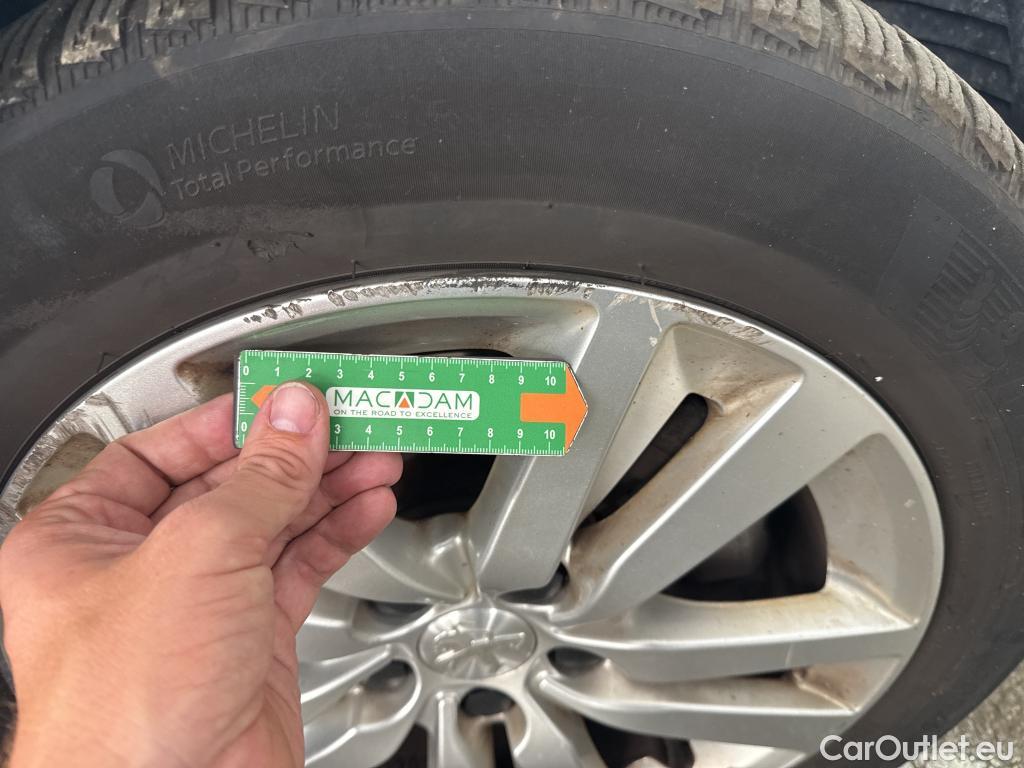 MICHELIN
Total Performance
0 1 2 3 4 5 6 7 8 9 10
MACADAM
ON THE ROAD TO EXCELLENCE
0 3 4 5 6 7 8 9 10
CarOutlet.eu